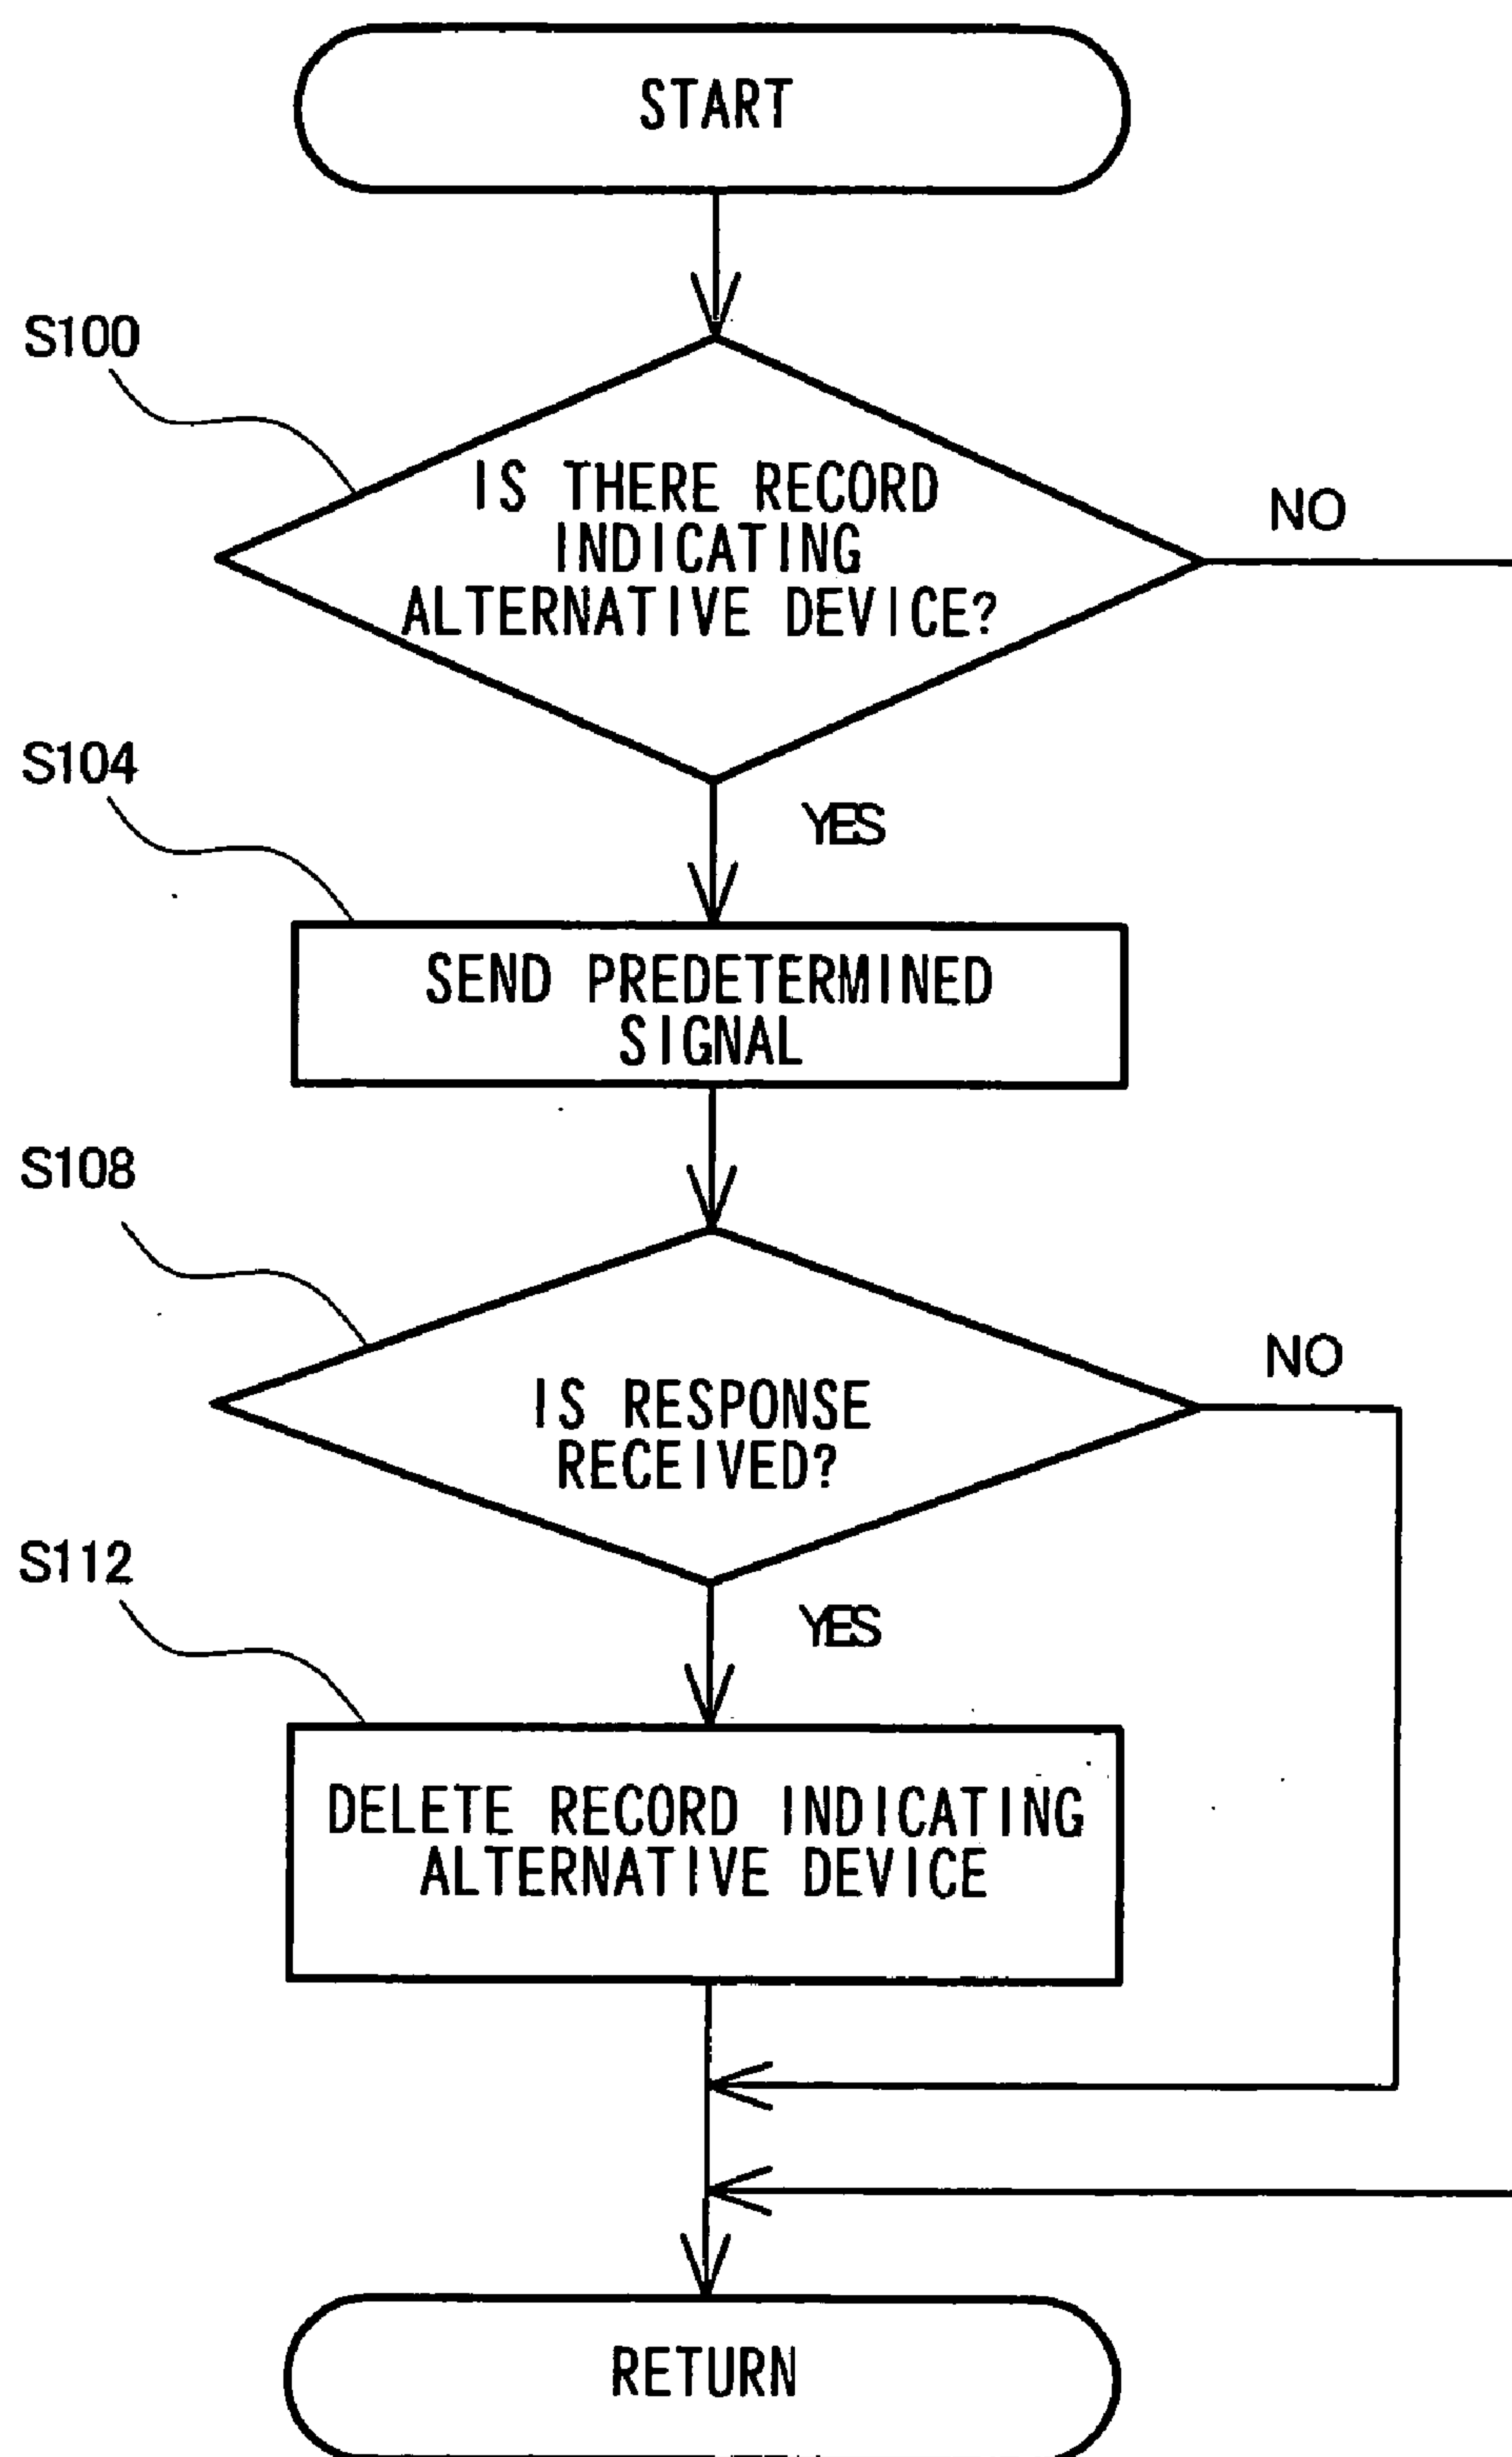 START
S100
IS THERE RECORD
INDICATING
ALTERNATIVE DEVICE?
NO
YES
S104
SEND PREDETERMINED
SIGNAL
S108
IS RESPONSE
RECEIVED?
NO
YES
S112
DELETE RECORD INDICATING
ALTERNATIVE DEVICE
RETURN